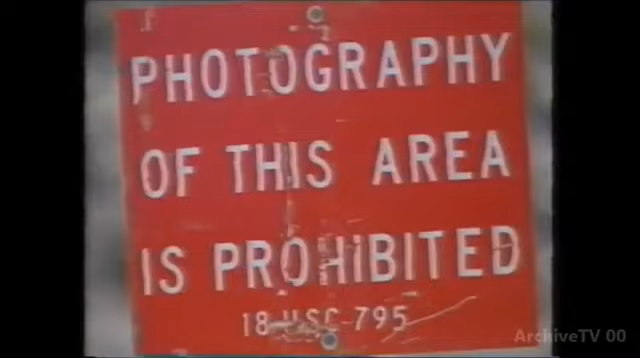 PHOTOGRAPHY
OF THIS AREA
IS PROHIBITED
18 USC 795
ArchiveTV 00